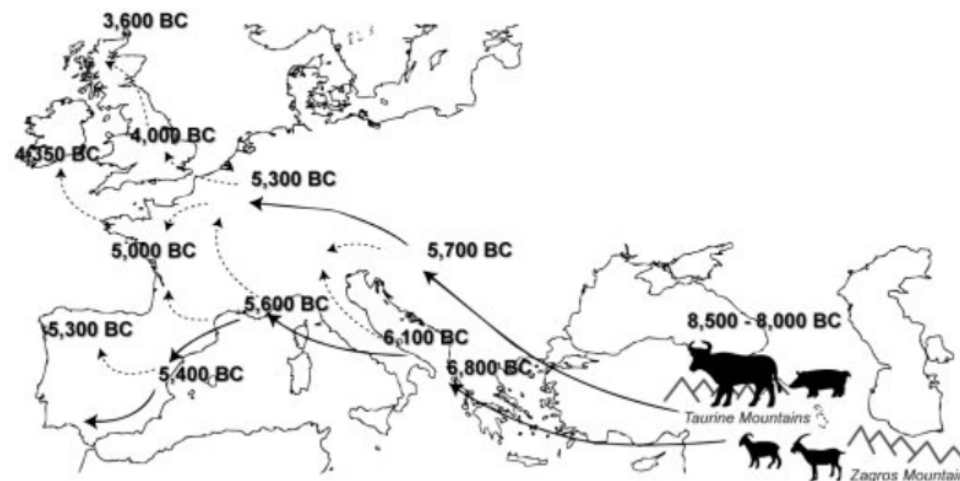 3,600 BC
4,000 BC
4,350 BC
5,300 BC
5,000 BC
5,700 BC
5,600 BC
5,300 BC
6,100 BC
8,500 - 8,000 BC
5,400 BC
6,800 BC
Taurine Mountains
Zagros Mountain